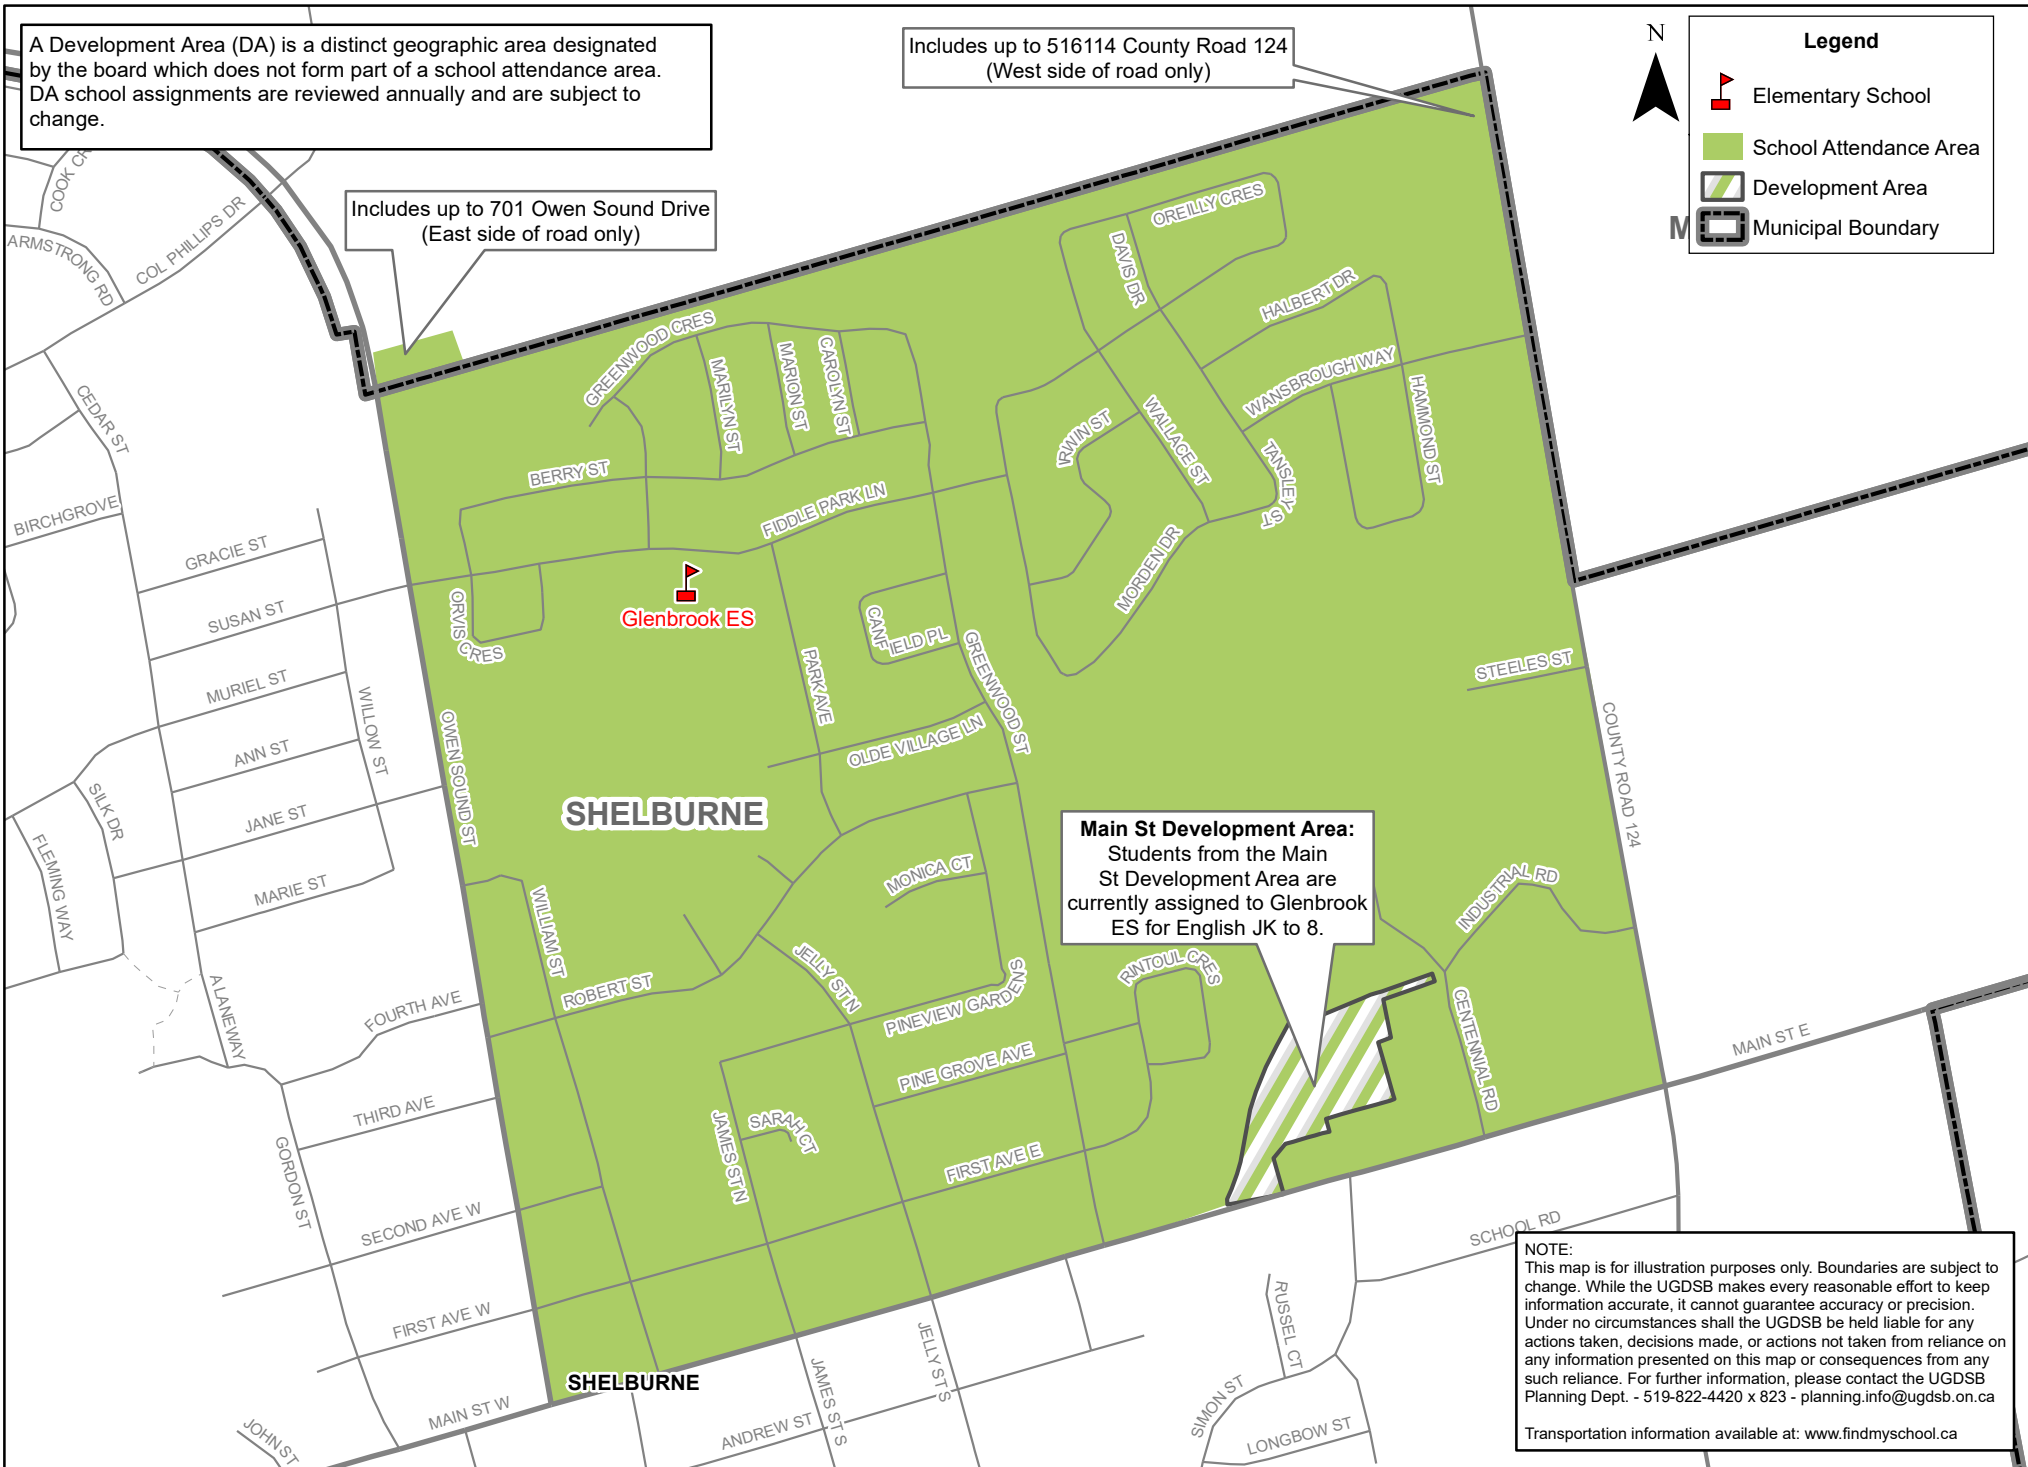 A Development Area (DA) is a distinct geographic area designated
by the board which does not form part of a school attendance area.
DA school assignments are reviewed annually and are subject to
change.
Includes up to 516114 County Road 124
(West side of road only)
N
Legend
Elementary School
School Attendance Area
Development Area
Municipal Boundary
M
Includes up to 701 Owen Sound Drive
(East side of road only)
COOK CR
ARMSTRONG RD
COL PHILLIPS DR
OREILLY CRES
DAVIS DR
HALBERT DR
GREENWOOD CRES
MARILYN ST
MARION ST
CAROLYN ST
WANSBROUGH WAY
HAMMOND ST
CEDAR ST
IRWIN ST
WALLACE ST
TANSLEY ST
BERRY ST
FIDDLE PARK LN
BIRCHGROVE
GRACIE ST
MORDEN DR
SUSAN ST
ORVIS CRES
Glenbrook ES
CANFIELD PL
GREENWOOD ST
PARK AVE
STEELES ST
MURIEL ST
WILLOW ST
OWEN SOUND ST
OLDE VILLAGE LN
COUNTY ROAD 124
ANN ST
SILK DR
JANE ST
SHELBURNE
FLEMING WAY
MARIE ST
Main St Development Area:
Students from the Main
St Development Area are
currently assigned to Glenbrook
ES for English JK to 8.
MONICA CT
INDUSTRIAL RD
WILLIAM ST
JELLY ST N
ROBERT ST
PINEVIEW GARDENS
RINTOUL CRES
A LANEWAY
FOURTH AVE
CENTENNIAL RD
MAIN ST E
PINE GROVE AVE
THIRD AVE
SARAH CT
JAMES ST N
GORDON ST
FIRST AVE E
SECOND AVE W
SCHOOL RD
FIRST AVE W
RUSSEL CT
JELLY ST S
JAMES ST S
SHELBURNE
MAIN ST W
JOHN ST
ANDREW ST
SIMON ST
LONGBOW ST
NOTE:
This map is for illustration purposes only. Boundaries are subject to
change. While the UGDSB makes every reasonable effort to keep
information accurate, it cannot guarantee accuracy or precision.
Under no circumstances shall the UGDSB be held liable for any
actions taken, decisions made, or actions not taken from reliance on
any information presented on this map or consequences from any
such reliance. For further information, please contact the UGDSB
Planning Dept. - 519-822-4420 x 823 - planning.info@ugdsb.on.ca
Transportation information available at: www.findmyschool.ca